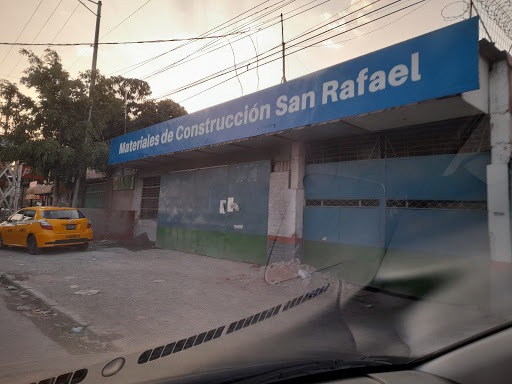 Materiales de Construcción San Rafael